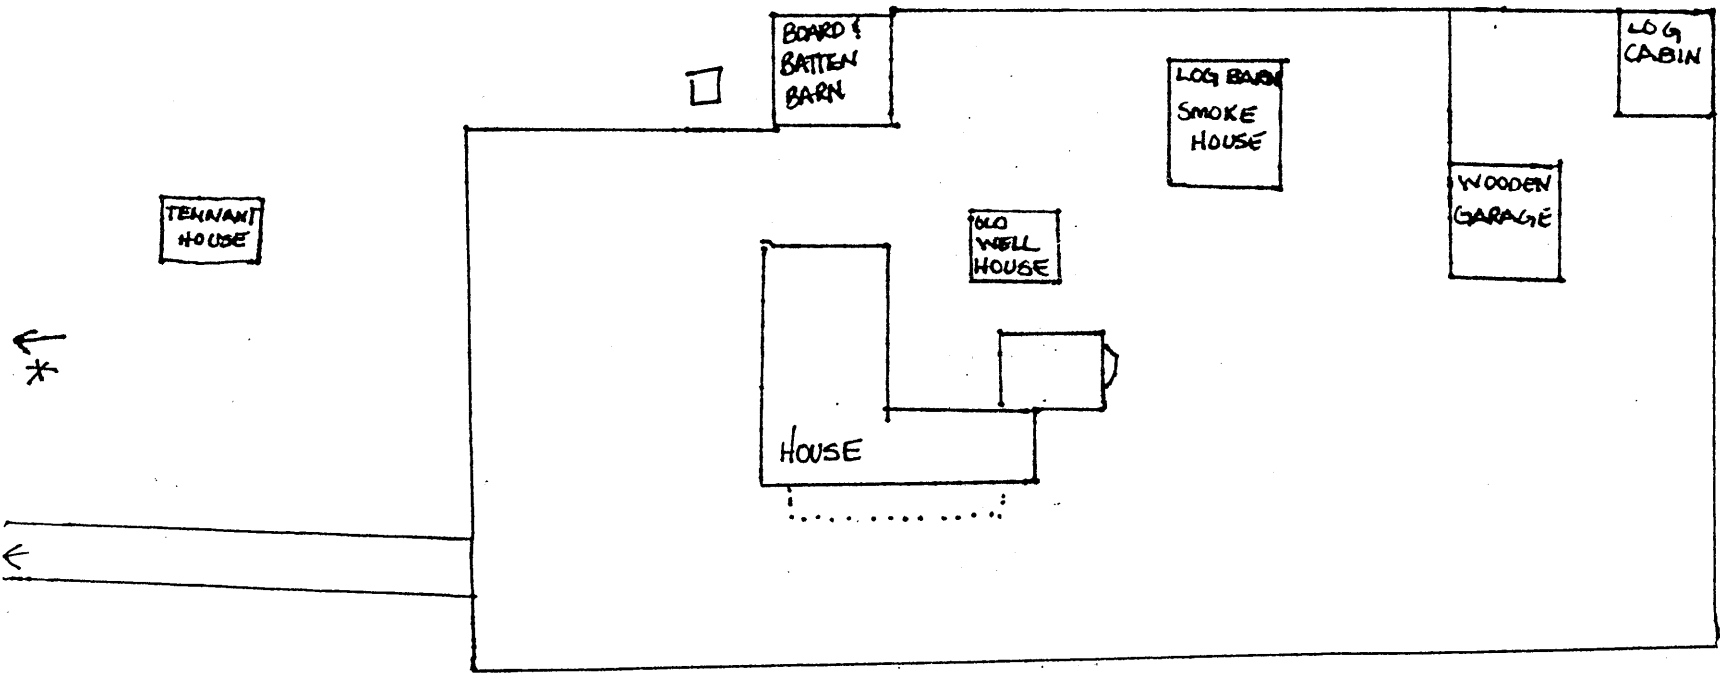 BOARD &
BATTEN
BARN
LOG
CABIN
LOG BARN
SMOKE
HOUSE
WOODEN
GARAGE
TENNANT
HOUSE
OLD
WELL
HOUSE
*
HOUSE